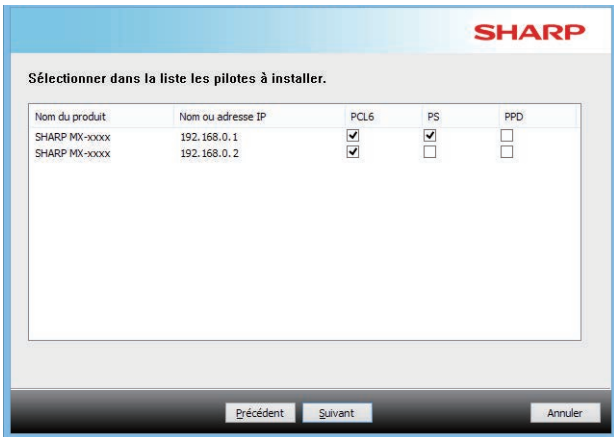 SHARP
Sélectionner dans la liste les pilotes à installer.
Nom du produit Nom ou adresse IP PCL6 PS PPD
SHARP MX-xxxx 192.168.0.1
SHARP MX-xxxx 192.168.0.2
Précédent Suivant Annuler